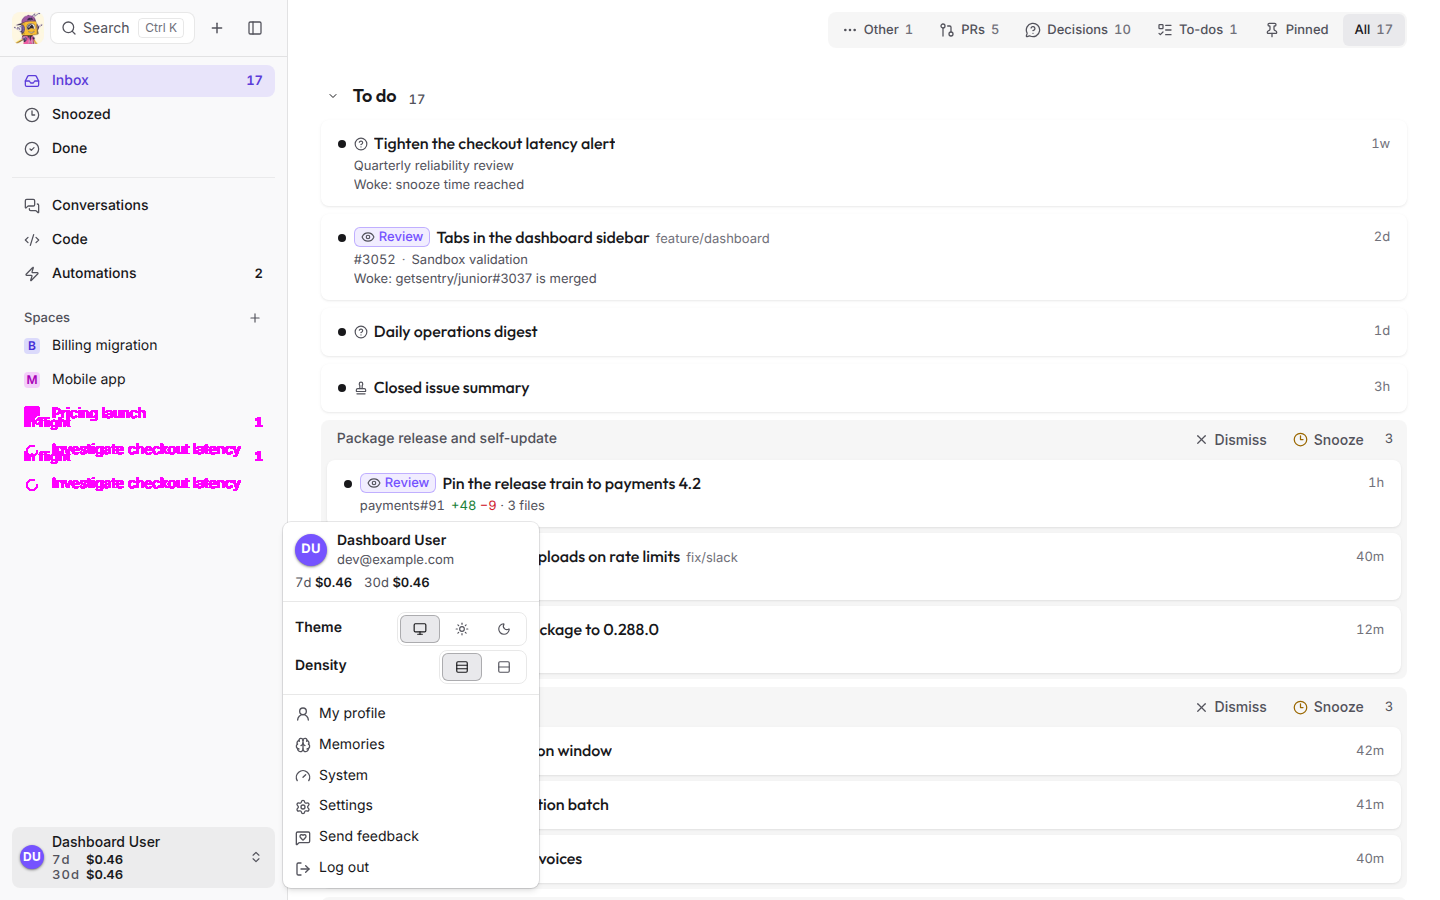 Search Ctrl K
Inbox 17
Snoozed
Done
Conversations
Code
Automations 2
Spaces
B Billing migration
M Mobile app
Pricing launch
In flight 1
Investigate checkout latency
In flight 1
Investigate checkout latency
DU Dashboard User
7d $0.46
30d $0.46
Other 1 PRs 5 Decisions 10 To-dos 1 Pinned All 17
To do 17
Tighten the checkout latency alert 1w
Quarterly reliability review
Woke: snooze time reached
Review Tabs in the dashboard sidebar feature/dashboard 2d
#3052 · Sandbox validation
Woke: getsentry/junior#3037 is merged
Daily operations digest 1d
Closed issue summary 3h
Package release and self-update Dismiss Snooze 3
Review Pin the release train to payments 4.2 1h
payments#91 +48 −9 · 3 files
ploads on rate limits fix/slack 40m
ckage to 0.288.0 12m
Dismiss Snooze 3
on window 42m
tion batch 41m
voices 40m
DU Dashboard User
dev@example.com
7d $0.46 30d $0.46
Theme
Density
My profile
Memories
System
Settings
Send feedback
Log out